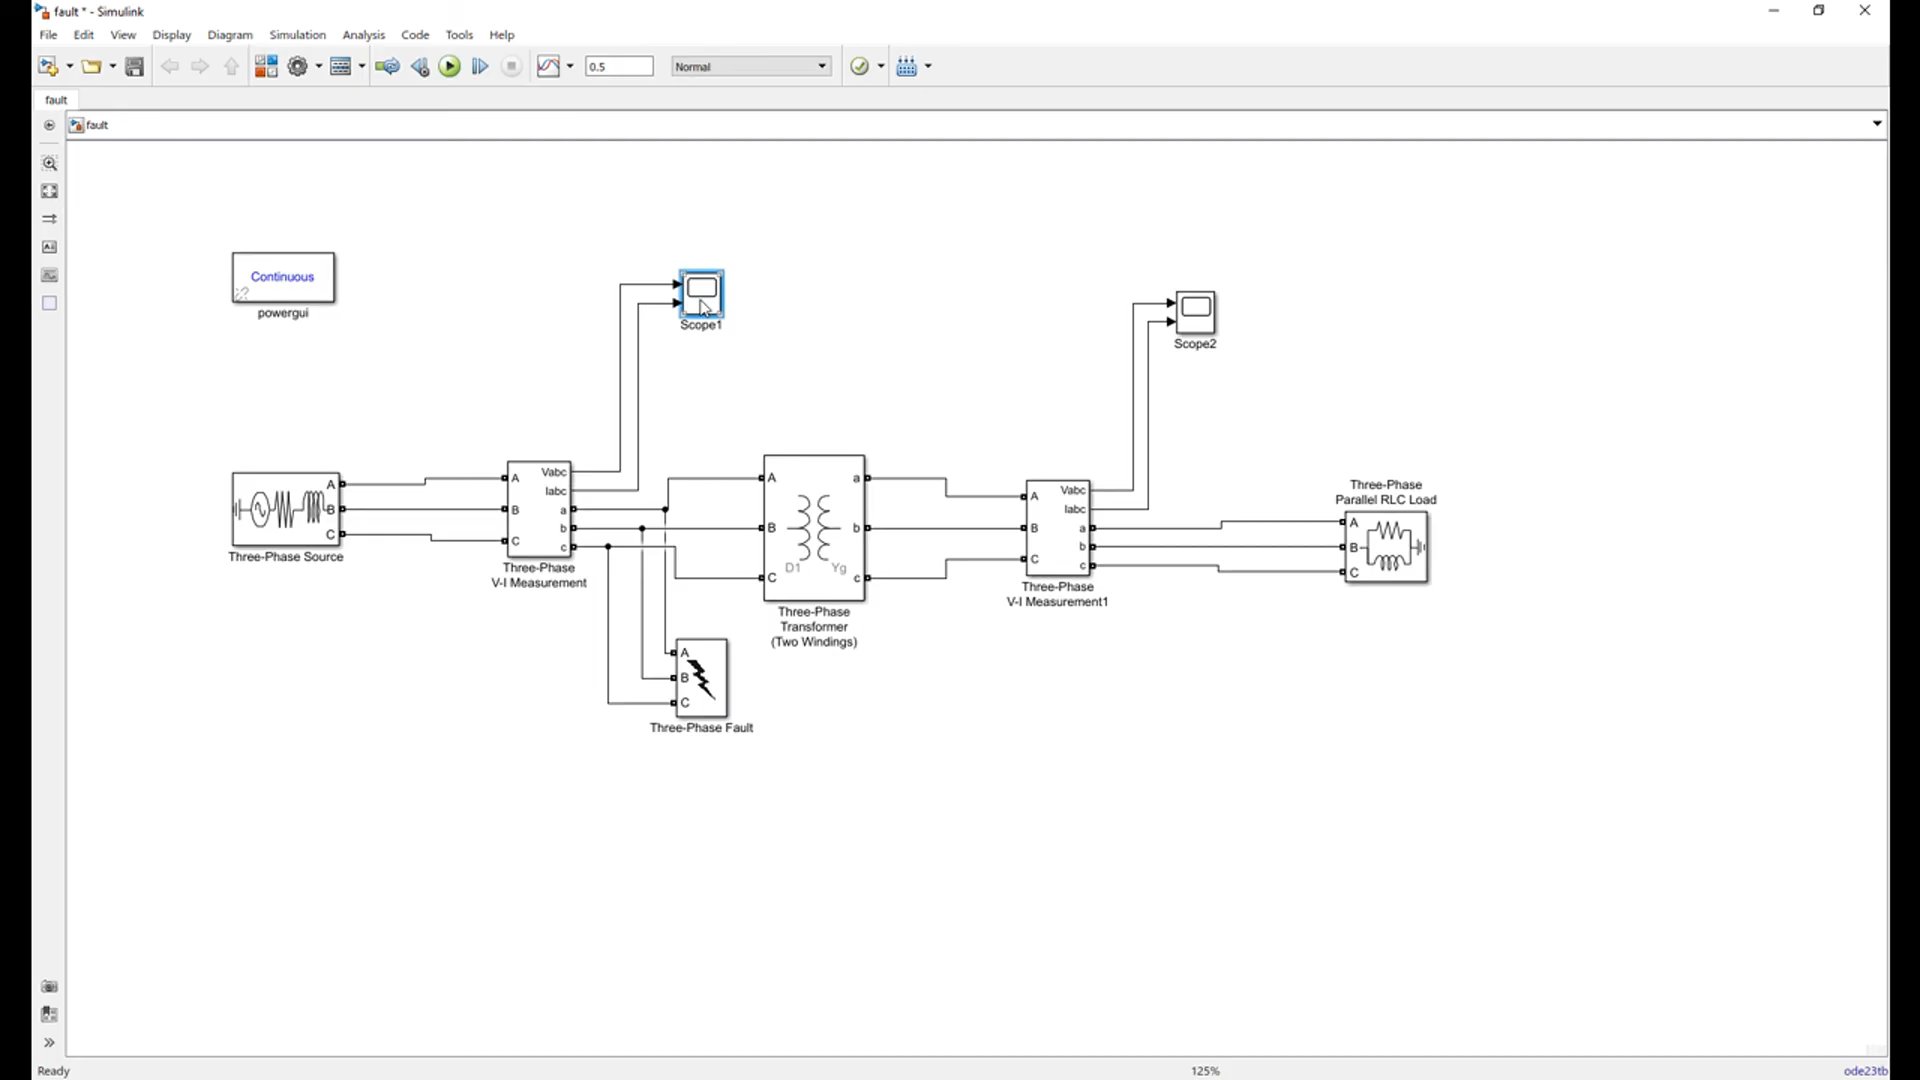 fault * - Simulink
File Edit View Display Diagram Simulation Analysis Code Tools Help
0.5 Normal
fault
fault
Continuous
powergui
Scope1
Scope2
A
B
C
Three-Phase Source
A
B
C
Vabc
Iabc
a
b
c
Three-Phase
V-I Measurement
A
B
C
a
b
c
D1 Yg
Three-Phase
Transformer
(Two Windings)
A
B
C
Vabc
Iabc
a
b
c
Three-Phase
V-I Measurement1
Three-Phase
Parallel RLC Load
A
B
C
A
B
C
Three-Phase Fault
Ready 125% ode23tb